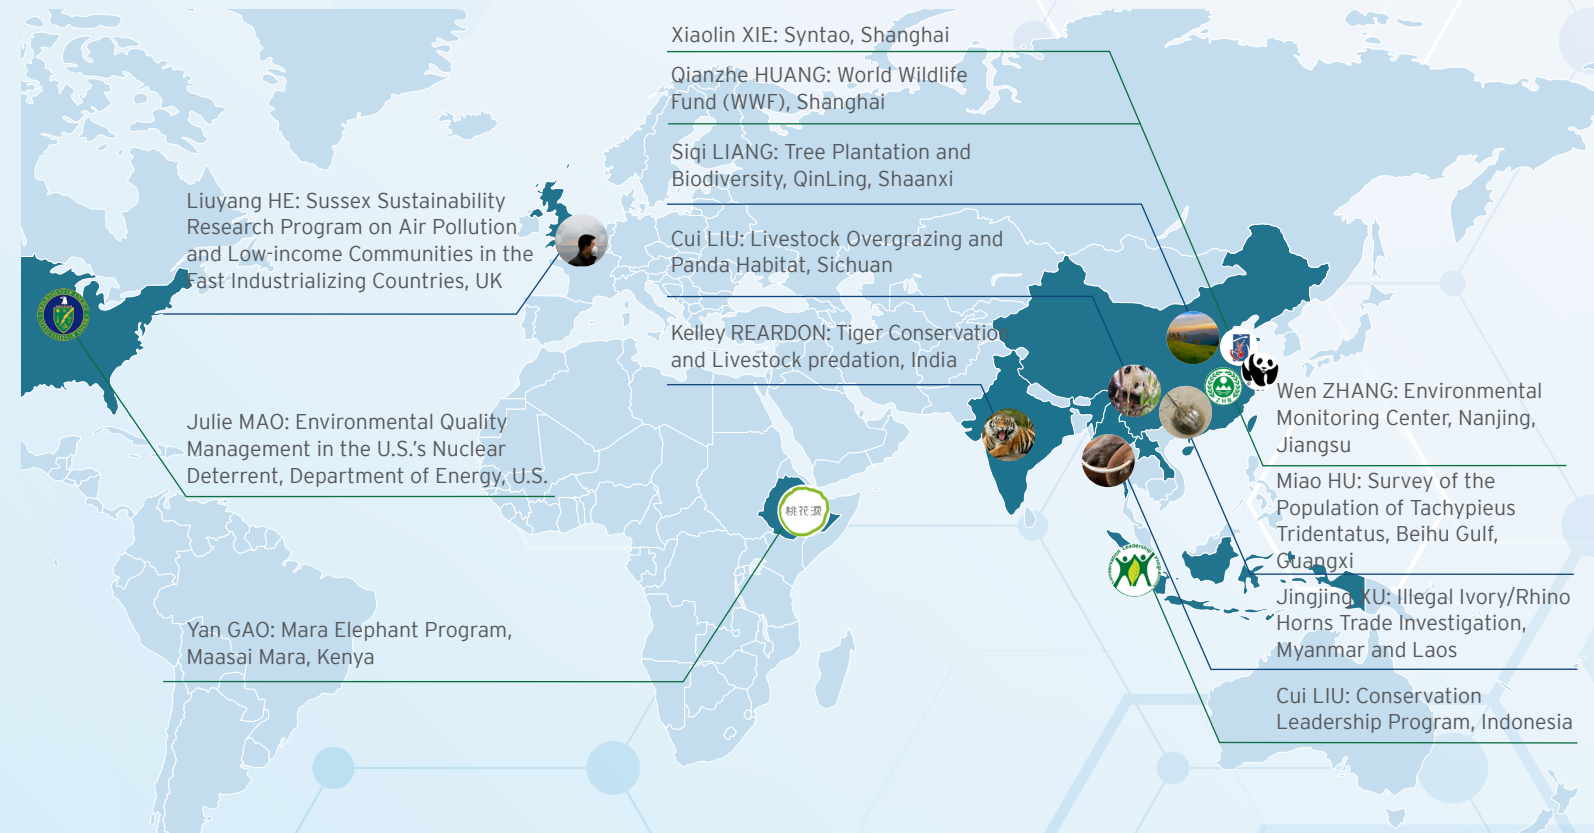 Xiaolin XIE: Syntao, Shanghai
Qianzhe HUANG: World Wildlife
Fund (WWF), Shanghai
Siqi LIANG: Tree Plantation and
Biodiversity, QinLing, Shaanxi
Cui LIU: Livestock Overgrazing and
Panda Habitat, Sichuan
Kelley REARDON: Tiger Conservation
and Livestock predation, India
Liuyang HE: Sussex Sustainability
Research Program on Air Pollution
and Low-income Communities in the
Fast Industrializing Countries, UK
Julie MAO: Environmental Quality
Management in the U.S.'s Nuclear
Deterrent, Department of Energy, U.S.
桃花源
Yan GAO: Mara Elephant Program,
Maasai Mara, Kenya
Wen ZHANG: Environmental
Monitoring Center, Nanjing,
Jiangsu
Miao HU: Survey of the
Population of Tachypieus
Tridentatus, Beihu Gulf,
Guangxi
Jingjing XU: Illegal Ivory/Rhino
Horns Trade Investigation,
Myanmar and Laos
Conservation Leadership Programme
Cui LIU: Conservation
Leadership Program, Indonesia